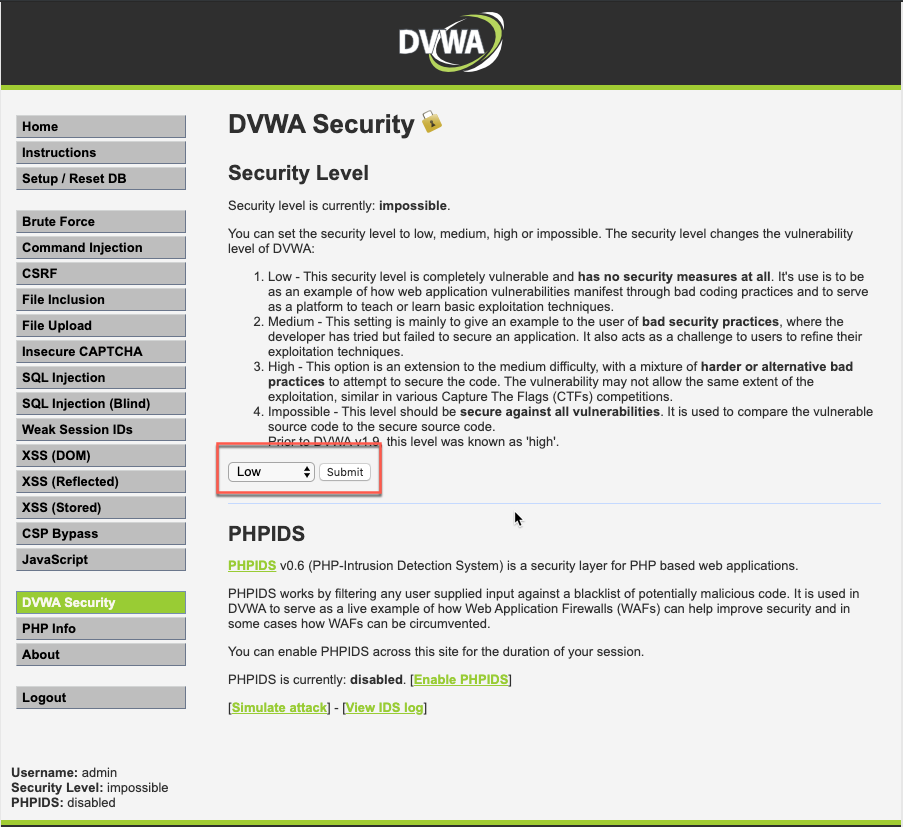 DVWA
Home
Instructions
Setup / Reset DB
Brute Force
Command Injection
CSRF
File Inclusion
File Upload
Insecure CAPTCHA
SQL Injection
SQL Injection (Blind)
Weak Session IDs
XSS (DOM)
XSS (Reflected)
XSS (Stored)
CSP Bypass
JavaScript
DVWA Security
PHP Info
About
Logout
DVWA Security
Security Level
Security level is currently: impossible.
You can set the security level to low, medium, high or impossible. The security level changes the vulnerability
level of DVWA:
1. Low - This security level is completely vulnerable and has no security measures at all. It's use is to be
as an example of how web application vulnerabilities manifest through bad coding practices and to serve
as a platform to teach or learn basic exploitation techniques.
2. Medium - This setting is mainly to give an example to the user of bad security practices, where the
developer has tried but failed to secure an application. It also acts as a challenge to users to refine their
exploitation techniques.
3. High - This option is an extension to the medium difficulty, with a mixture of harder or alternative bad
practices to attempt to secure the code. The vulnerability may not allow the same extent of the
exploitation, similar in various Capture The Flags (CTFs) competitions.
4. Impossible - This level should be secure against all vulnerabilities. It is used to compare the vulnerable
source code to the secure source code.
Prior to DVWA v1.9, this level was known as 'high'.
Low Submit
PHPIDS
PHPIDS v0.6 (PHP-Intrusion Detection System) is a security layer for PHP based web applications.
PHPIDS works by filtering any user supplied input against a blacklist of potentially malicious code. It is used in
DVWA to serve as a live example of how Web Application Firewalls (WAFs) can help improve security and in
some cases how WAFs can be circumvented.
You can enable PHPIDS across this site for the duration of your session.
PHPIDS is currently: disabled. [Enable PHPIDS]
[Simulate attack] - [View IDS log]
Username: admin
Security Level: impossible
PHPIDS: disabled